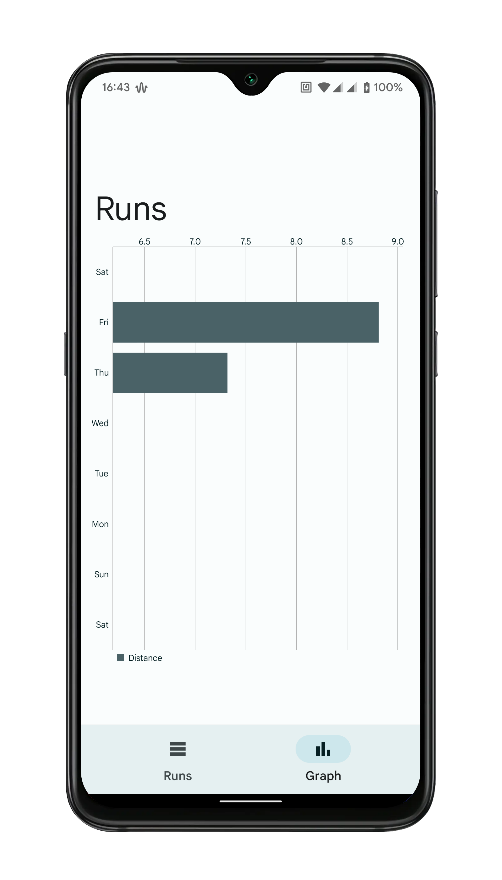 16:43 100%
Runs
6.5 7.0 7.5 8.0 8.5 9.0
Sat
Fri
Thu
Wed
Tue
Mon
Sun
Sat
Distance
Runs Graph